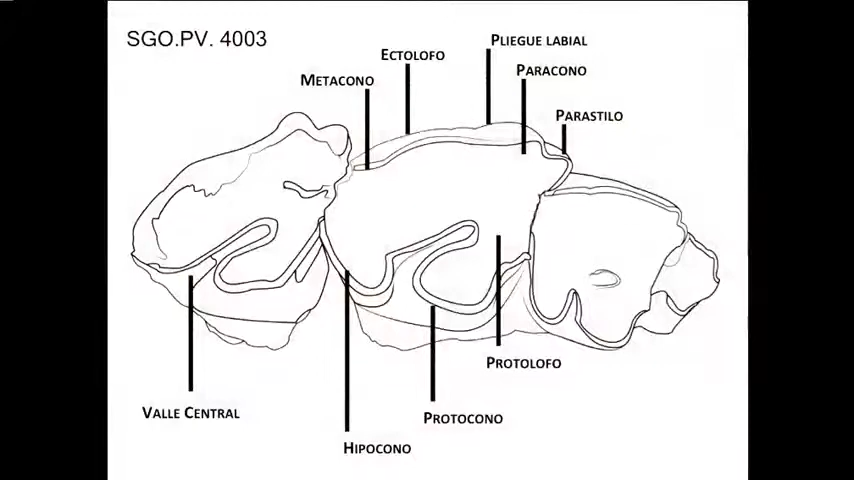 SGO.PV. 4003
PLIEGUE LABIAL
ECTOLOFO
PARACONO
METACONO
PARASTILO
PROTOLOFO
VALLE CENTRAL
PROTOCONO
HIPOCONO